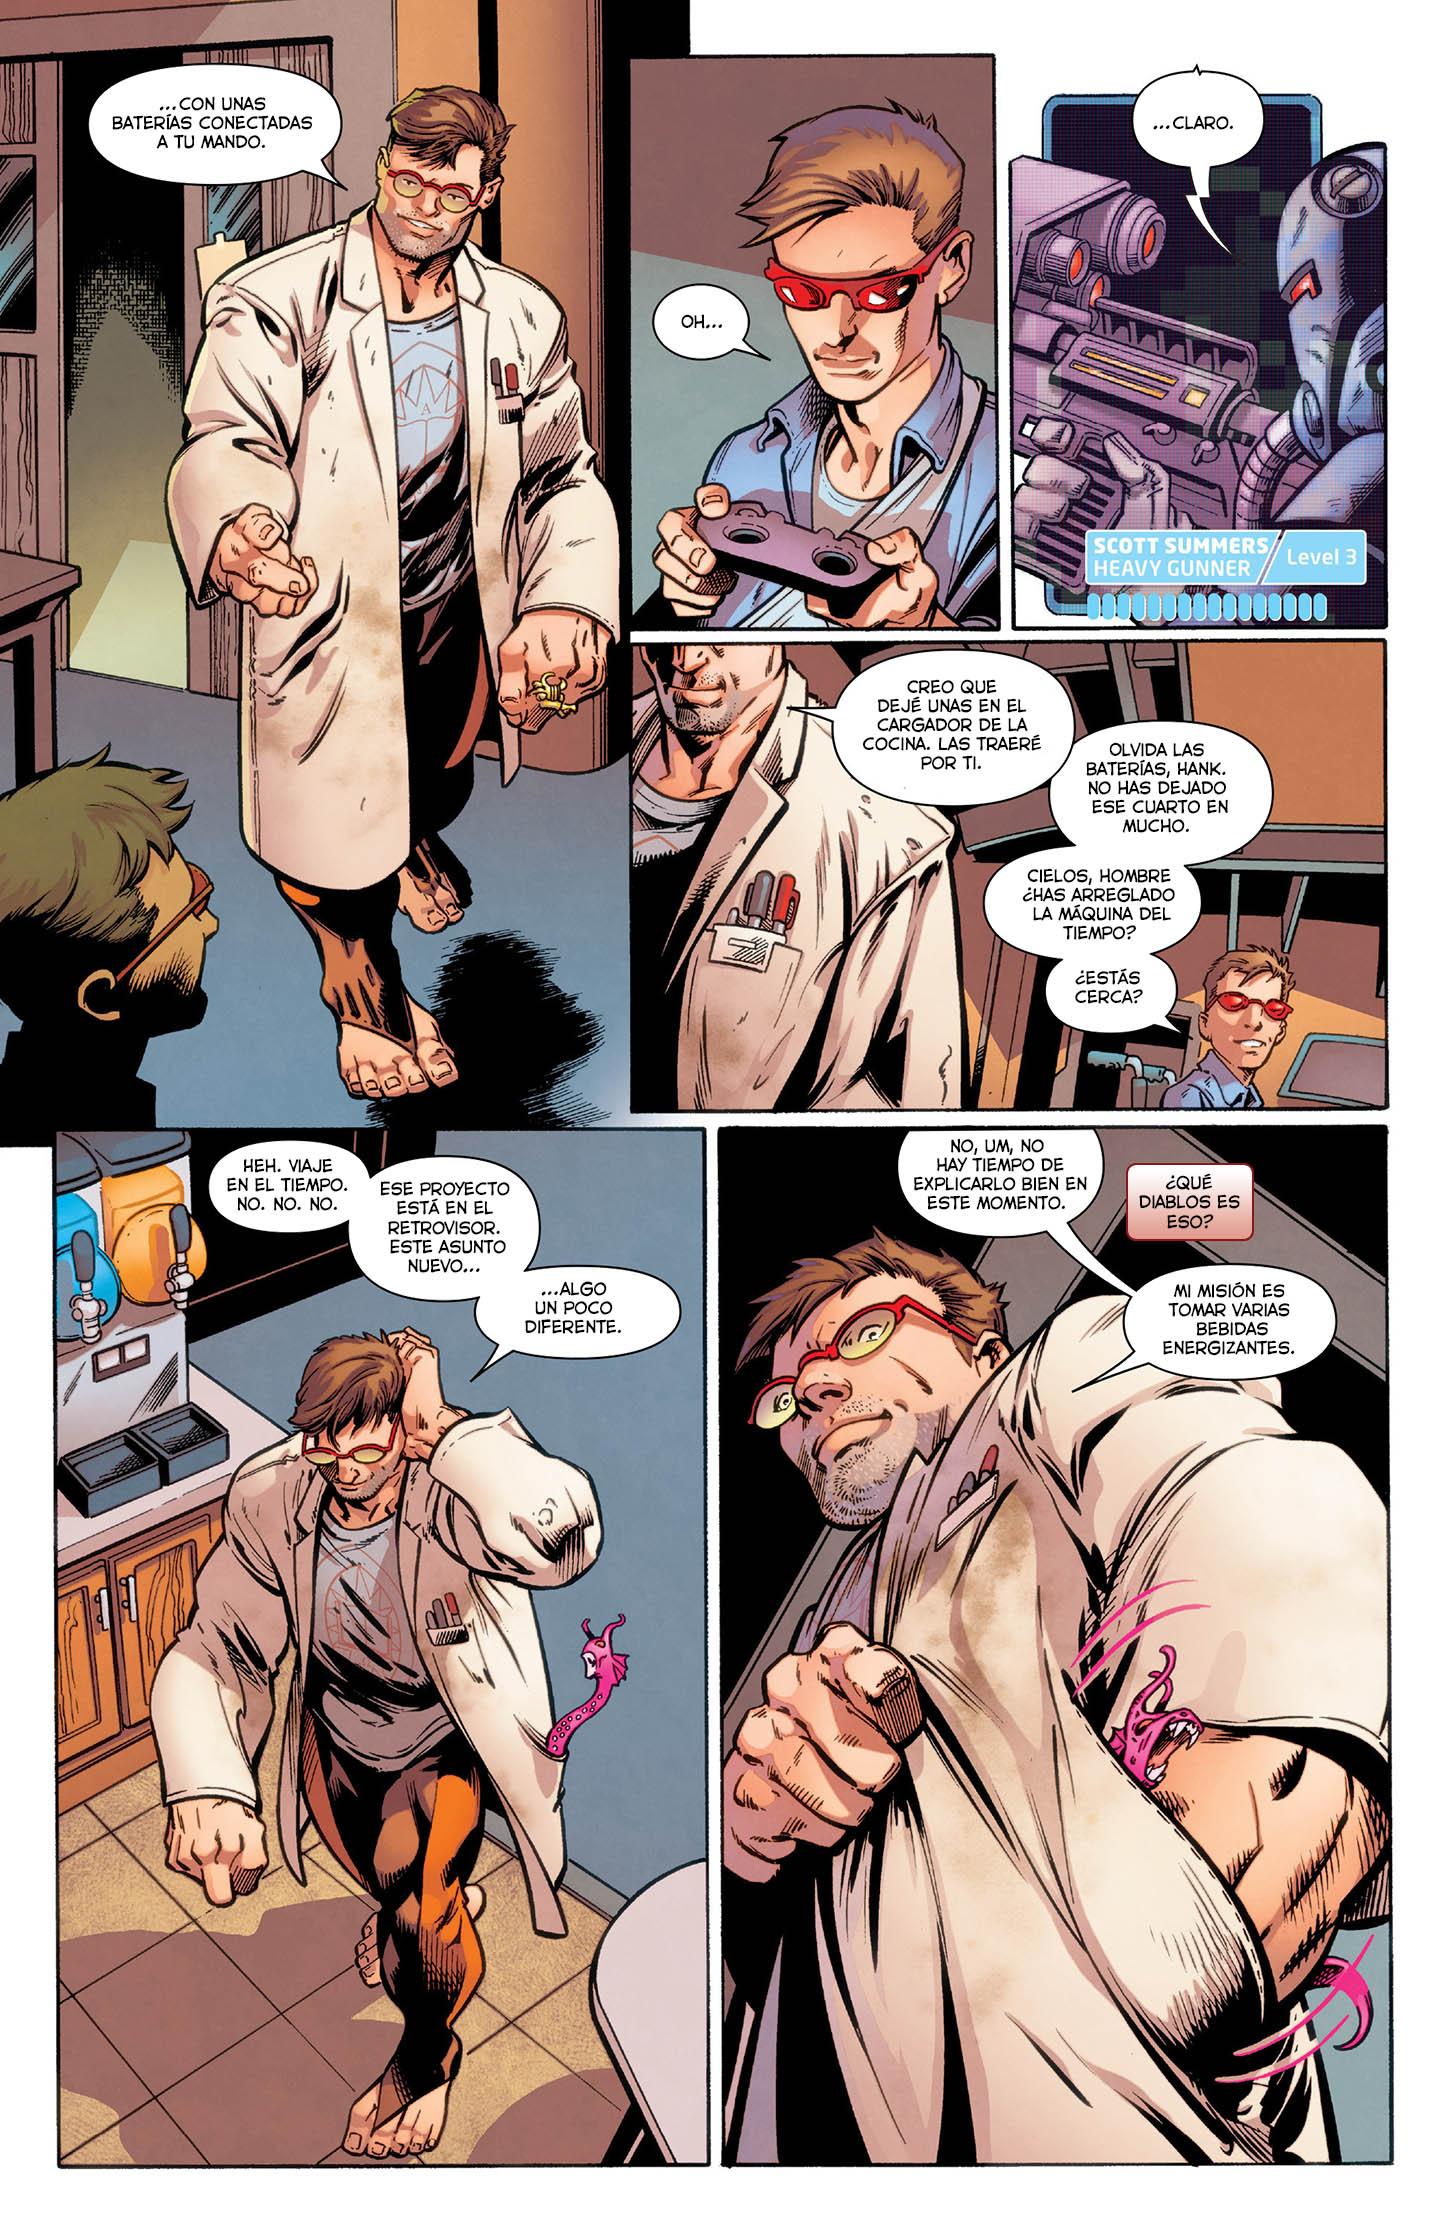 ...CON UNAS
BATERÍAS CONECTADAS
A TU MANDO.
OH...
...CLARO.
SCOTT SUMMERS
HEAVY GUNNER
Level 3
CREO QUE
DEJÉ UNAS EN EL
CARGADOR DE LA
COCINA. LAS TRAERÉ
POR TI.
OLVIDA LAS
BATERÍAS, HANK.
NO HAS DEJADO
ESE CUARTO EN
MUCHO.
CIELOS, HOMBRE
¿HAS ARREGLADO
LA MÁQUINA DEL
TIEMPO?
¿ESTÁS
CERCA?
HEH. VIAJE
EN EL TIEMPO.
NO. NO. NO.
ESE PROYECTO
ESTÁ EN EL
RETROVISOR.
ESTE ASUNTO
NUEVO...
...ALGO
UN POCO
DIFERENTE.
NO, UM, NO
HAY TIEMPO DE
EXPLICARLO BIEN EN
ESTE MOMENTO.
¿QUÉ
DIABLOS ES
ESO?
MI MISIÓN ES
TOMAR VARIAS
BEBIDAS
ENERGIZANTES.